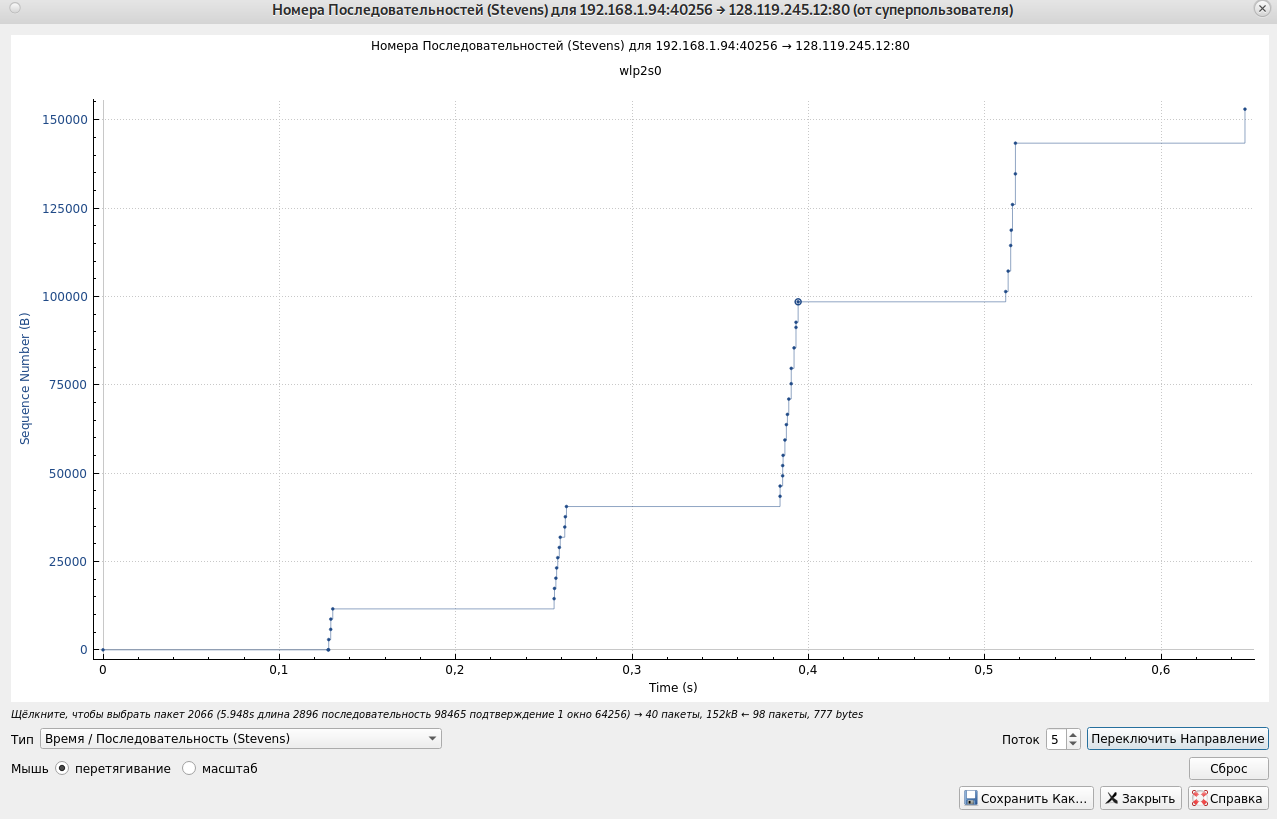 Номера Последовательностей (Stevens) для 192.168.1.94:40256 → 128.119.245.12:80 (от суперпользователя)
Номера Последовательностей (Stevens) для 192.168.1.94:40256 → 128.119.245.12:80
wlp2s0
150000
125000
100000
75000
50000
25000
0
Sequence Number (B)
0 0,1 0,2 0,3 0,4 0,5 0,6
Time (s)
Щёлкните, чтобы выбрать пакет 2066 (5.948s длина 2896 последовательность 98465 подтверждение 1 окно 64256) → 40 пакеты, 152kB ← 98 пакеты, 777 bytes
Тип Время / Последовательность (Stevens) Поток 5 Переключить Направление
Мышь перетягивание масштаб Сброс
Сохранить Как... Закрыть Справка